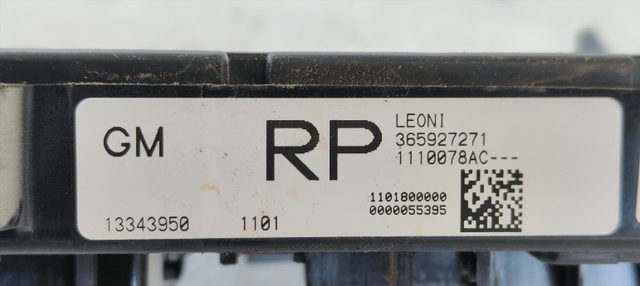 GM
RP
LEONI
365927271
1110078AC---
1101800000
0000055395
13343950
1101